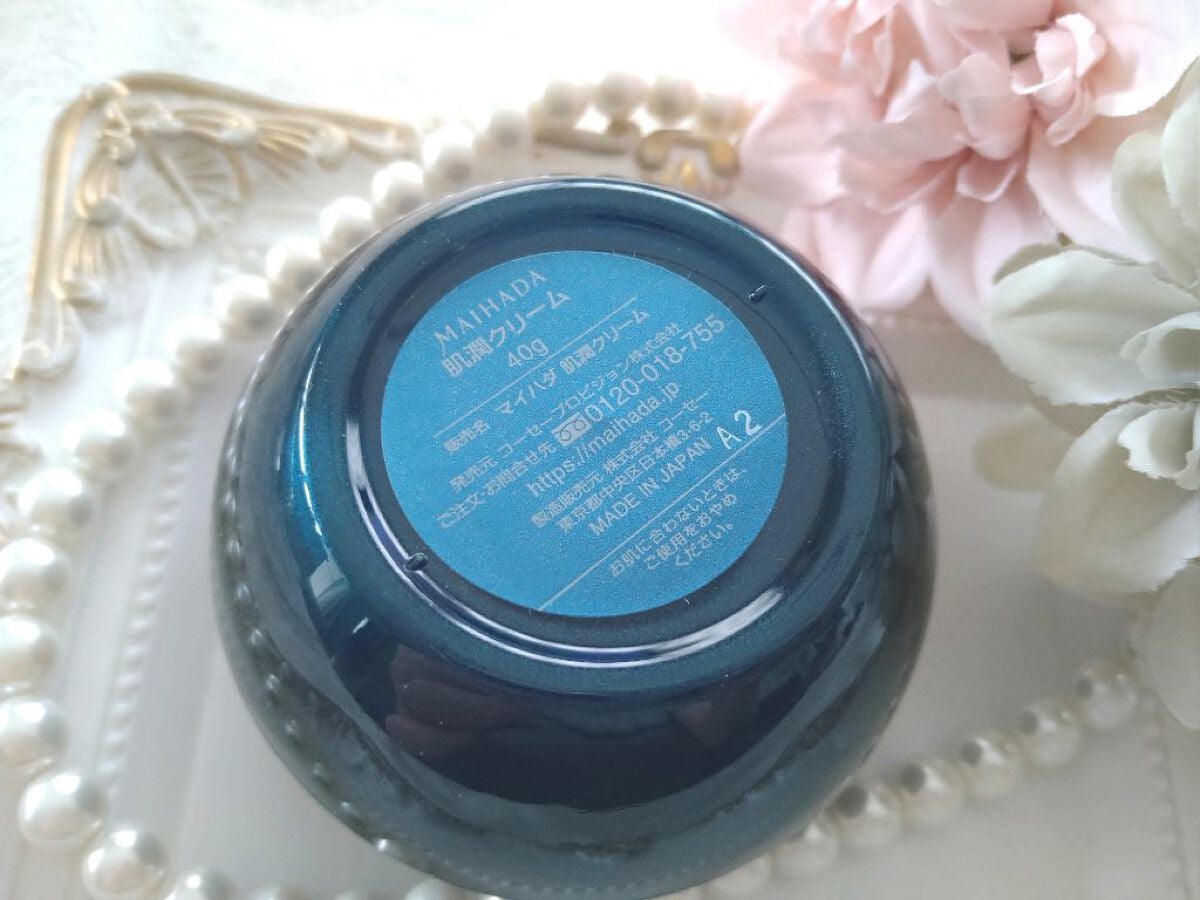 MAIHADA
肌潤クリーム
40g
販売名 マイハダ 肌潤クリーム
発売元 コーセープロビジョン株式会社
ご注文・お問合せ先 0120-018-755
https://maihada.jp
製造販売元・株式会社 コーセー
東京都中央区日本橋3-6-2
MADE IN JAPAN A2
お肌に合わないときは、
ご使用をおやめ
ください。